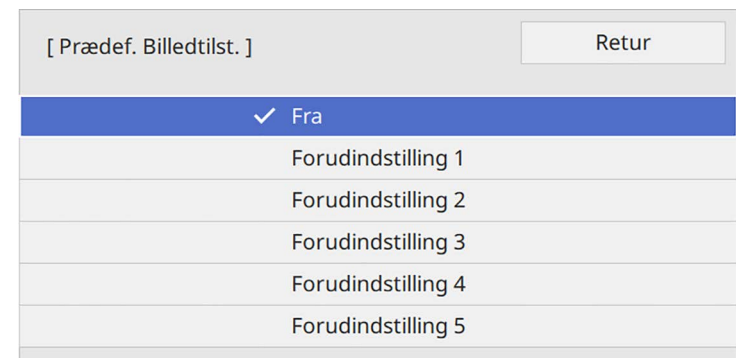 [ Prædef. Billedtilst. ]
Retur
Fra
Forudindstilling 1
Forudindstilling 2
Forudindstilling 3
Forudindstilling 4
Forudindstilling 5